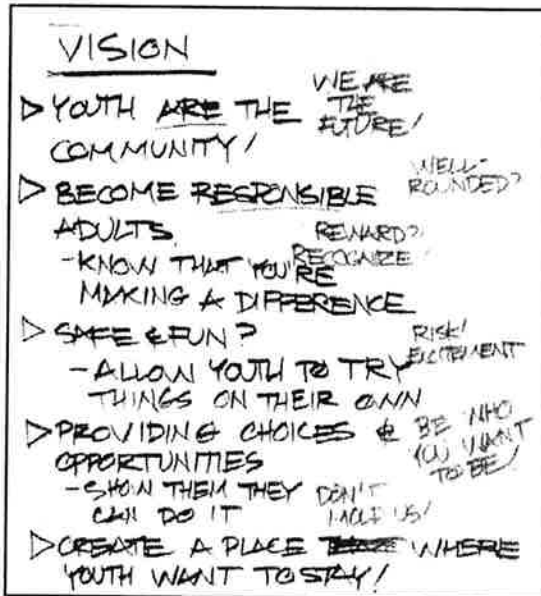 VISION
WE ARE
THE
FUTURE!
▷ YOUTH ARE THE
COMMUNITY!
WELL-
ROUNDED?
▷ BECOME RESPONSIBLE
ADULTS
REWARD?
RECOGNIZE!
- KNOW THAT YOU'RE
MAKING A DIFFERENCE
▷ SAFE & FUN?
RISK!
EXCITEMENT
- ALLOW YOUTH TO TRY
THINGS ON THEIR OWN
▷ PROVIDING CHOICES &
OPPORTUNITIES
BE WHO
YOU WANT
TO BE!
- SHOW THEM THEY
CAN DO IT
DON'T
MOLD US!
▷ CREATE A PLACE WHERE
YOUTH WANT TO STAY!